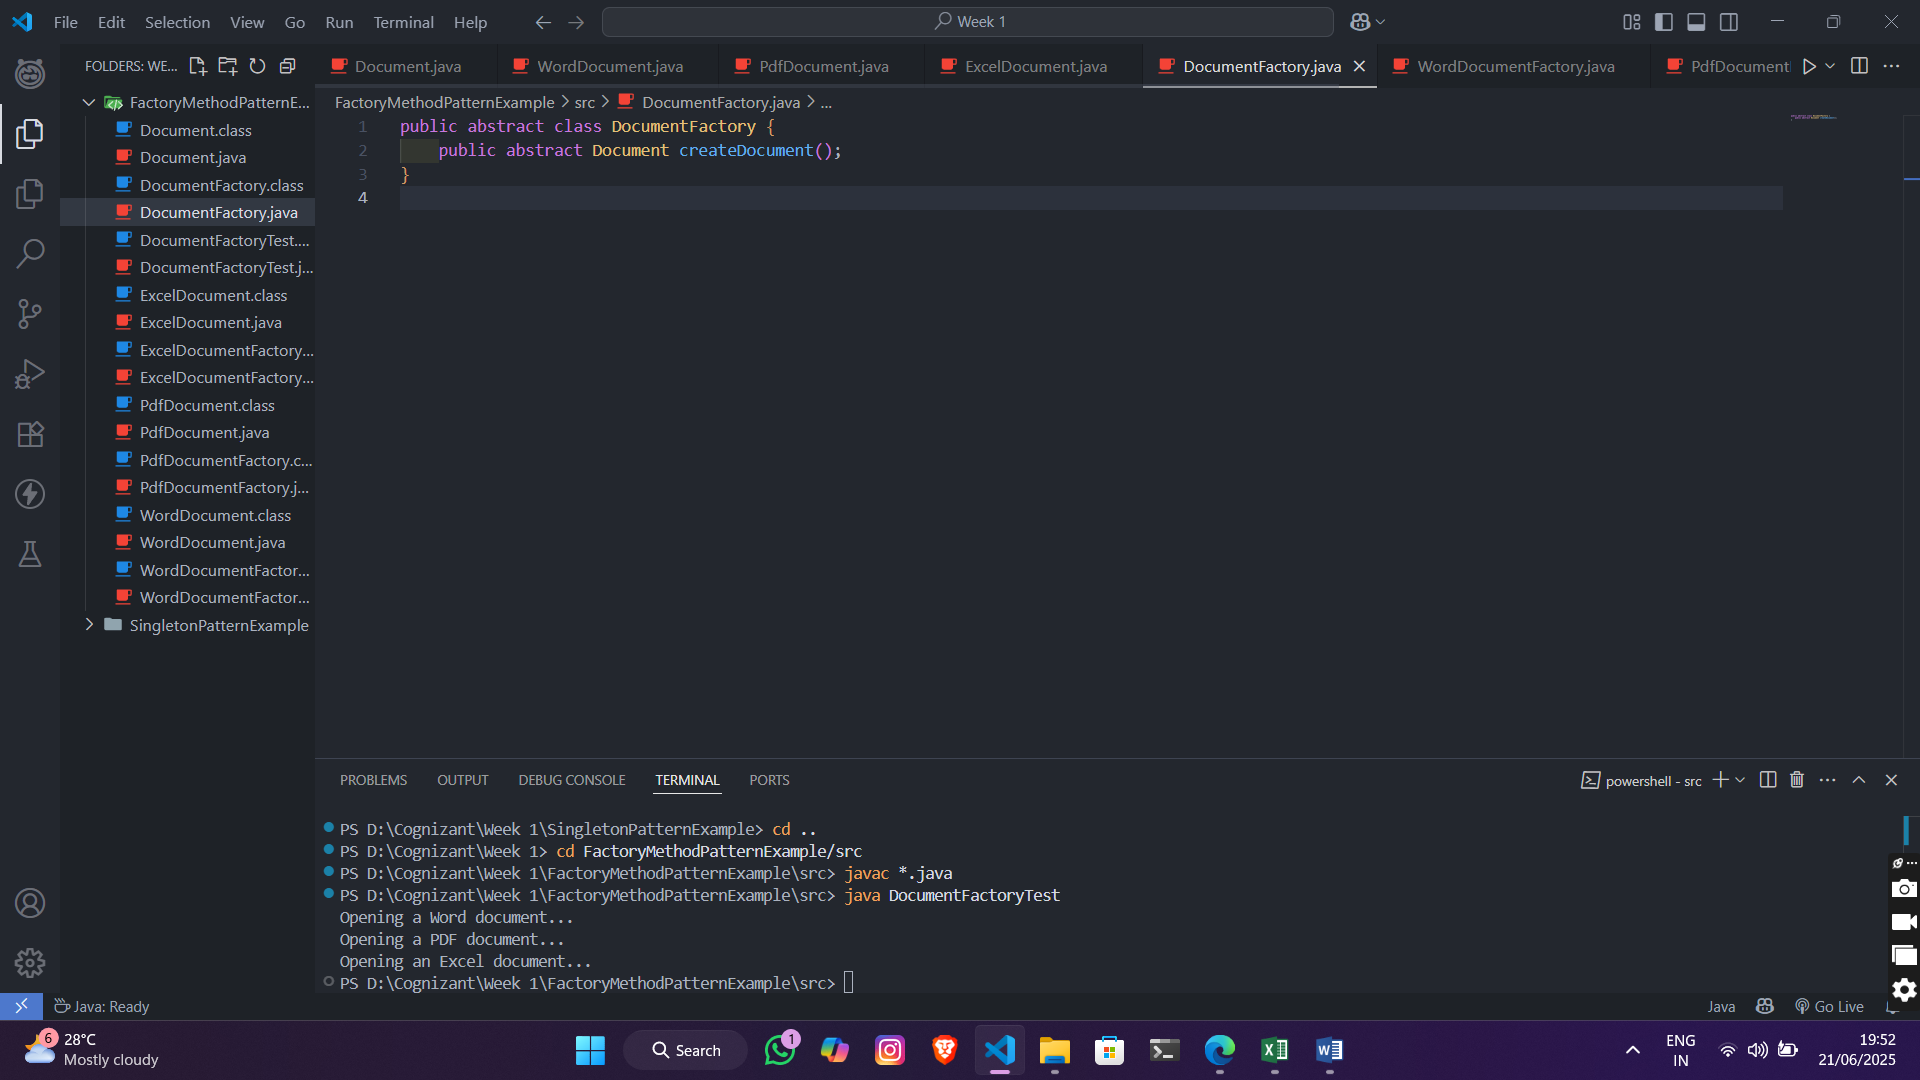 File Edit Selection View Go Run Terminal Help
Week 1
FOLDERS: WE...
Document.java WordDocument.java PdfDocument.java ExcelDocument.java DocumentFactory.java WordDocumentFactory.java PdfDocument
FactoryMethodPatternE...
Document.class
Document.java
DocumentFactory.class
DocumentFactory.java
DocumentFactoryTest....
DocumentFactoryTest.j...
ExcelDocument.class
ExcelDocument.java
ExcelDocumentFactory...
ExcelDocumentFactory...
PdfDocument.class
PdfDocument.java
PdfDocumentFactory.c...
PdfDocumentFactory.j...
WordDocument.class
WordDocument.java
WordDocumentFactor...
WordDocumentFactor...
SingletonPatternExample
FactoryMethodPatternExample > src > DocumentFactory.java > ...
1 public abstract class DocumentFactory {
2 public abstract Document createDocument();
3 }
4
PROBLEMS OUTPUT DEBUG CONSOLE TERMINAL PORTS
powershell - src
PS D:\Cognizant\Week 1\SingletonPatternExample> cd ..
PS D:\Cognizant\Week 1> cd FactoryMethodPatternExample/src
PS D:\Cognizant\Week 1\FactoryMethodPatternExample\src> javac *.java
PS D:\Cognizant\Week 1\FactoryMethodPatternExample\src> java DocumentFactoryTest
Opening a Word document...
Opening a PDF document...
Opening an Excel document...
PS D:\Cognizant\Week 1\FactoryMethodPatternExample\src>
Java: Ready
Java
Go Live
6
28°C
Mostly cloudy
Search
1
ENG
IN
19:52
21/06/2025